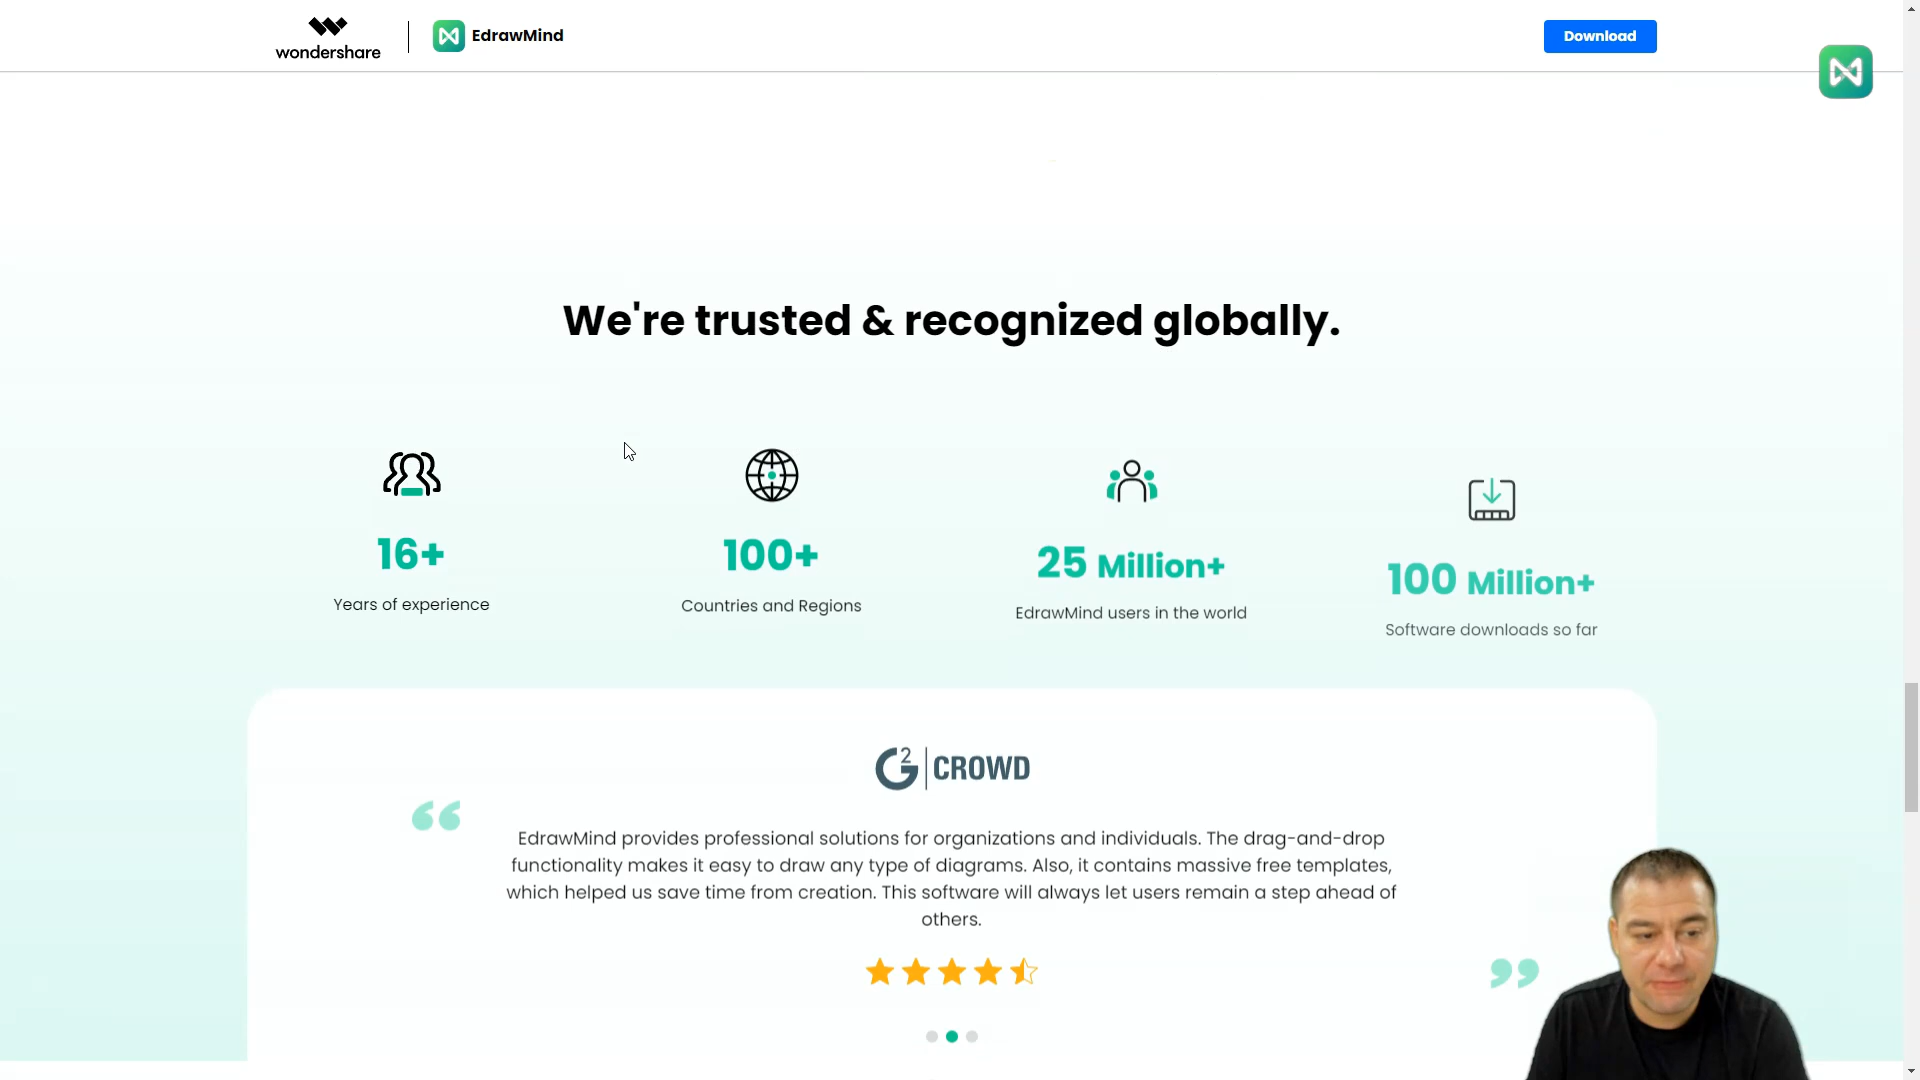 wondershare
EdrawMind
Download
We're trusted & recognized globally.
16+
Years of experience
100+
Countries and Regions
25 Million+
EdrawMind users in the world
100 Million+
Software downloads so far
G2 CROWD
“
EdrawMind provides professional solutions for organizations and individuals. The drag-and-drop
functionality makes it easy to draw any type of diagrams. Also, it contains massive free templates,
which helped us save time from creation. This software will always let users remain a step ahead of
others.
”